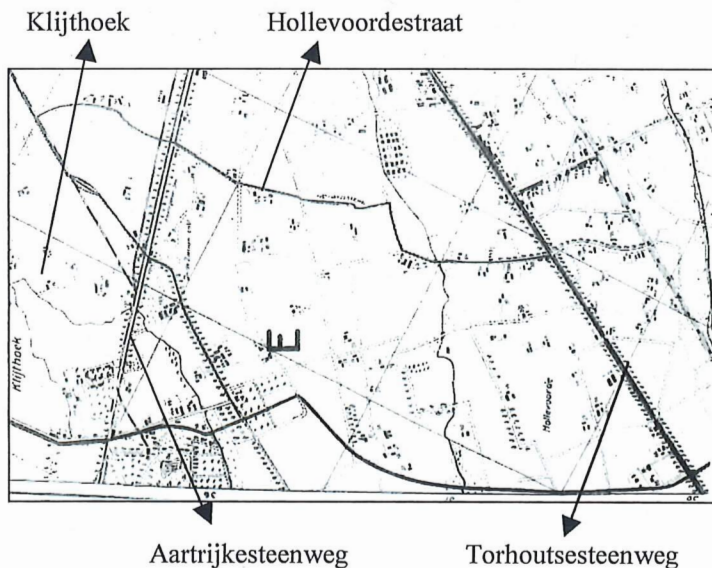 Klijthoek
Hollevoordestraat
Klijthoek
E
Hollevoorde
Aartrijkesteenweg
Torhoutsesteenweg